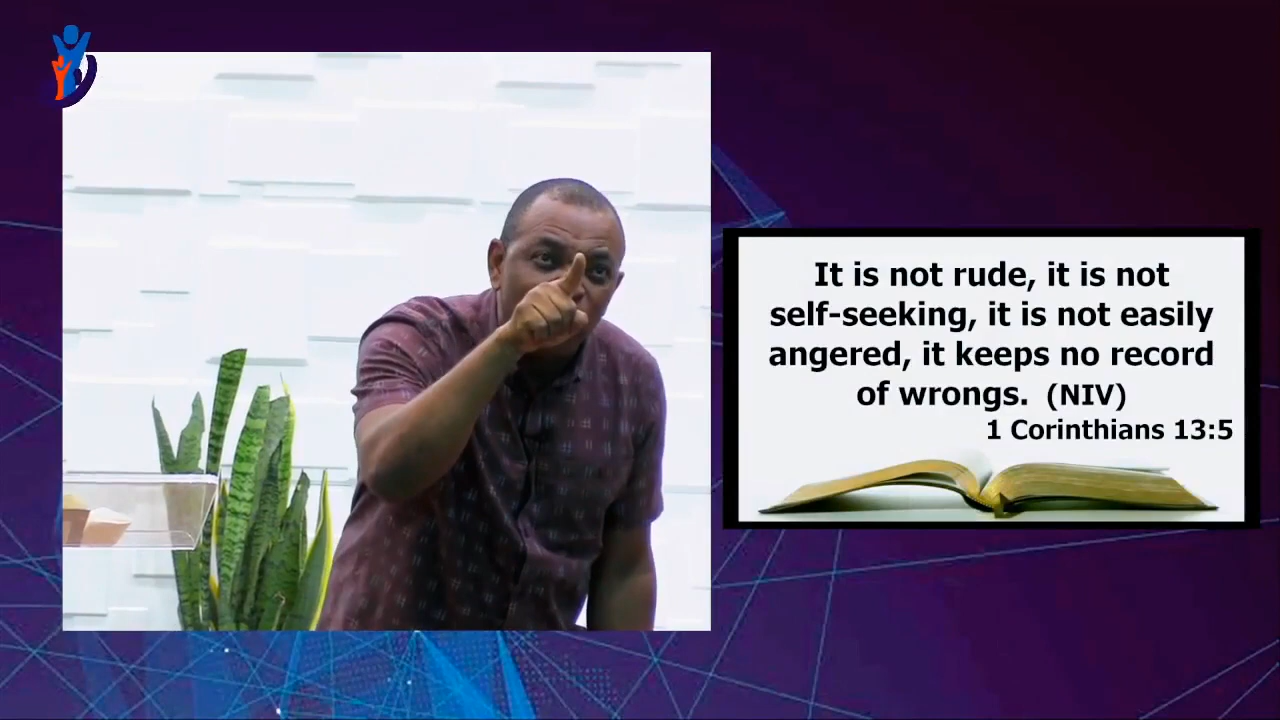 It is not rude, it is not
self-seeking, it is not easily
angered, it keeps no record
of wrongs. (NIV)
1 Corinthians 13:5